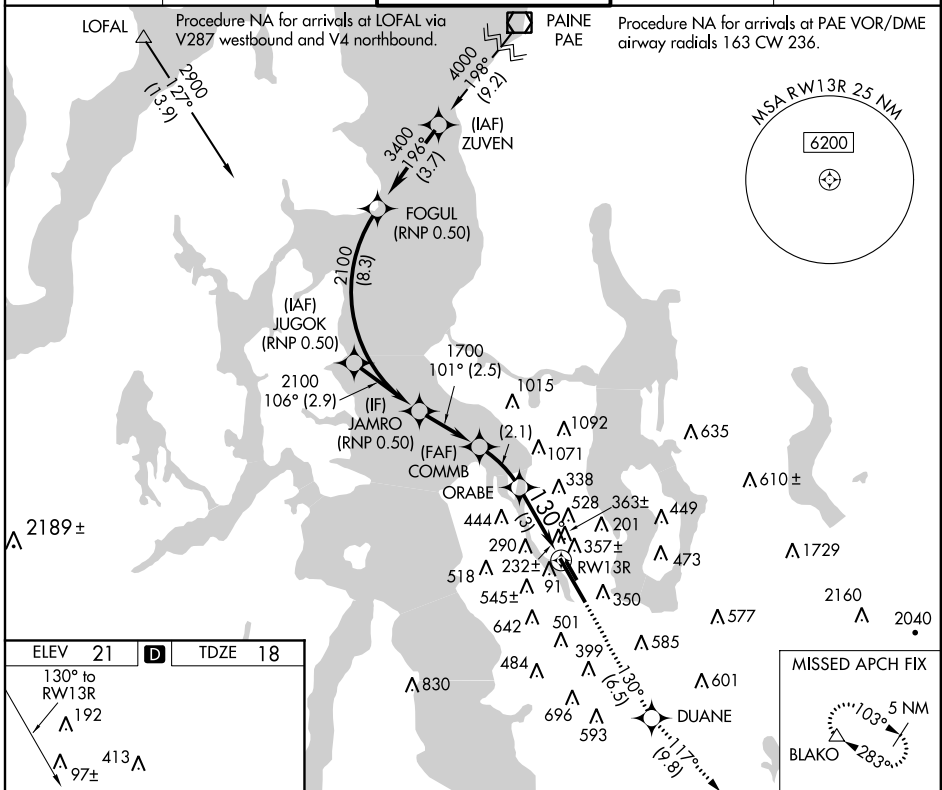 LOFAL
Procedure NA for arrivals at LOFAL via
V287 westbound and V4 northbound.
PAINE
PAE
Procedure NA for arrivals at PAE VOR/DME
airway radials 163 CW 236.
2900
127°
(13.9)
4000
198°
(9.2)
(IAF)
ZUVEN
MSA RW13R 25 NM
6200
3400
196°
(3.7)
FOGUL
(RNP 0.50)
2100
(8.3)
(IAF)
JUGOK
(RNP 0.50)
2100
106° (2.9)
1700
101° (2.5)
(IF)
JAMRO
(RNP 0.50)
(FAF)
COMMB
(2.1)
ORABE
130°
(3)
1015
1092
1071
635
338
610 ±
528
363±
444
201
449
2189 ±
290
357±
473
1729
232±
RW13R
518
91
545±
350
642
501
577
2160
2040
585
484
399
830
601
696
593
130°
(6.5)
DUANE
117°
(9.8)
ELEV 21
D
TDZE 18
130° to
RW13R
192
97±
413
MISSED APCH FIX
5 NM
103°
BLAKO
283°